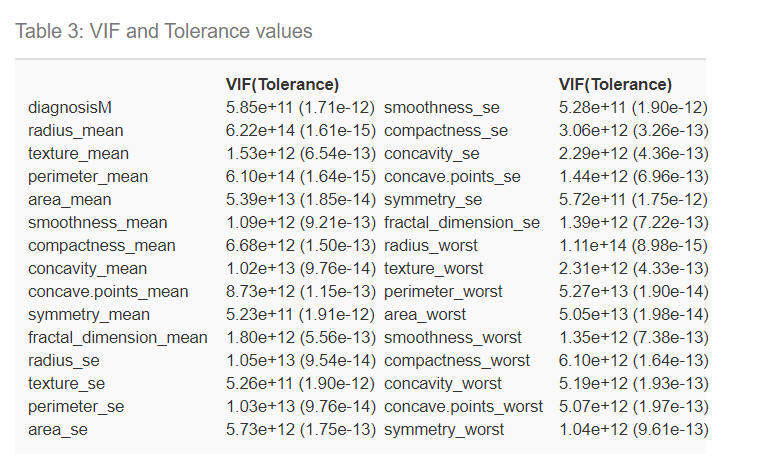 Table 3: VIF and Tolerance values
VIF(Tolerance) VIF(Tolerance)
diagnosisM 5.85e+11 (1.71e-12) smoothness_se 5.28e+11 (1.90e-12)
radius_mean 6.22e+14 (1.61e-15) compactness_se 3.06e+12 (3.26e-13)
texture_mean 1.53e+12 (6.54e-13) concavity_se 2.29e+12 (4.36e-13)
perimeter_mean 6.10e+14 (1.64e-15) concave.points_se 1.44e+12 (6.96e-13)
area_mean 5.39e+13 (1.85e-14) symmetry_se 5.72e+11 (1.75e-12)
smoothness_mean 1.09e+12 (9.21e-13) fractal_dimension_se 1.39e+12 (7.22e-13)
compactness_mean 6.68e+12 (1.50e-13) radius_worst 1.11e+14 (8.98e-15)
concavity_mean 1.02e+13 (9.76e-14) texture_worst 2.31e+12 (4.33e-13)
concave.points_mean 8.73e+12 (1.15e-13) perimeter_worst 5.27e+13 (1.90e-14)
symmetry_mean 5.23e+11 (1.91e-12) area_worst 5.05e+13 (1.98e-14)
fractal_dimension_mean 1.80e+12 (5.56e-13) smoothness_worst 1.35e+12 (7.38e-13)
radius_se 1.05e+13 (9.54e-14) compactness_worst 6.10e+12 (1.64e-13)
texture_se 5.26e+11 (1.90e-12) concavity_worst 5.19e+12 (1.93e-13)
perimeter_se 1.03e+13 (9.76e-14) concave.points_worst 5.07e+12 (1.97e-13)
area_se 5.73e+12 (1.75e-13) symmetry_worst 1.04e+12 (9.61e-13)